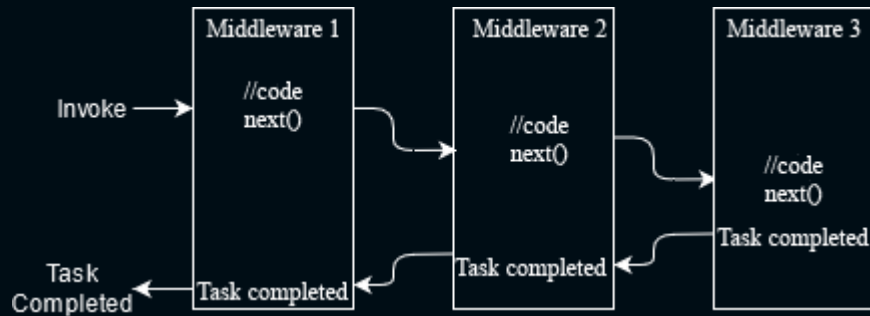 Middleware 1
Middleware 2
Middleware 3
Invoke
//code
next()
//code
next()
//code
next()
Task completed
Task completed
Task completed
Task
Completed